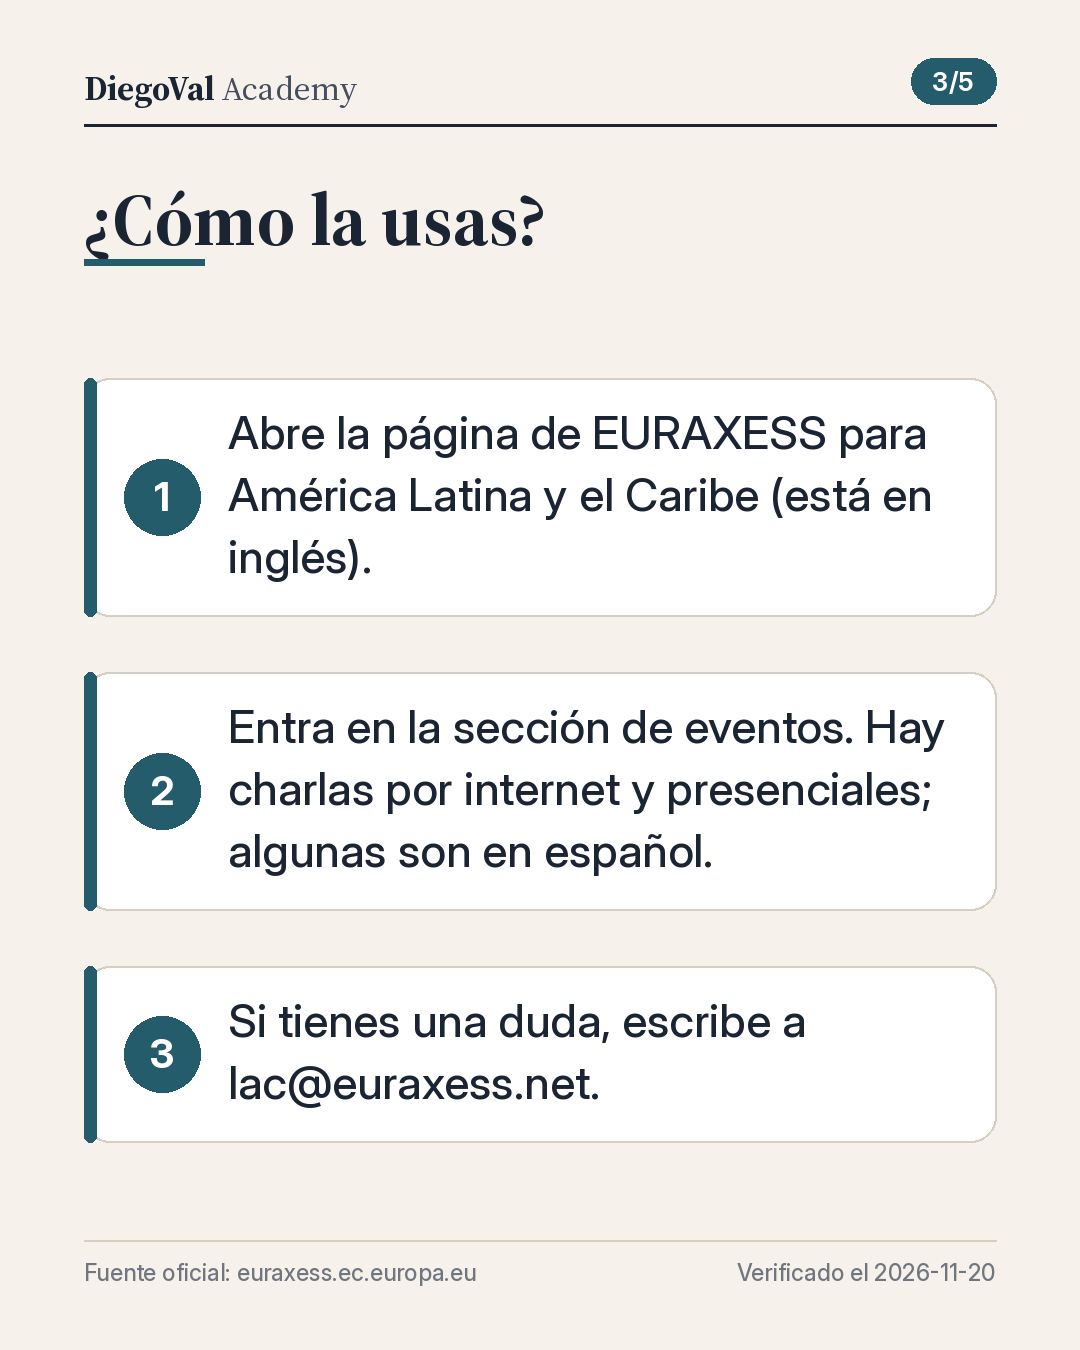 DiegoVal Academy
3/5
¿Cómo la usas?
1
Abre la página de EURAXESS para
América Latina y el Caribe (está en
inglés).
2
Entra en la sección de eventos. Hay
charlas por internet y presenciales;
algunas son en español.
3
Si tienes una duda, escribe a
lac@euraxess.net.
Fuente oficial: euraxess.ec.europa.eu
Verificado el 2026-11-20